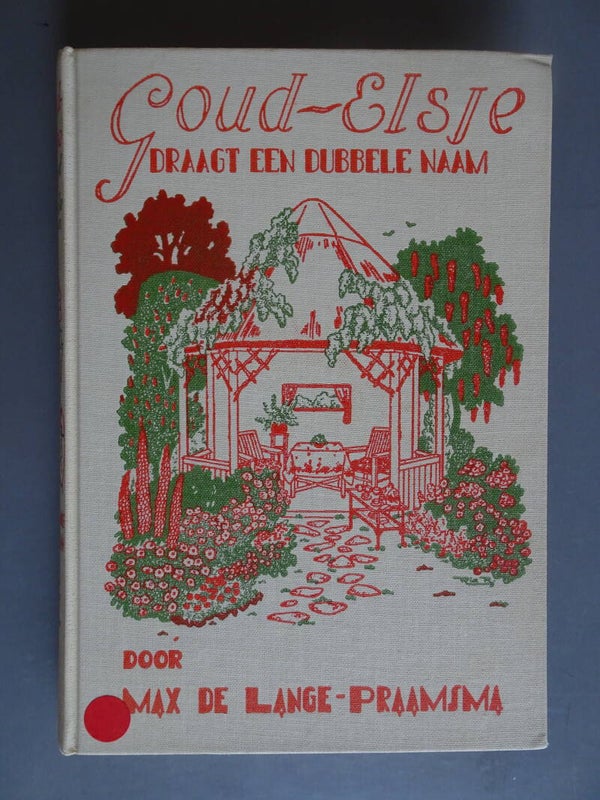 Goud-Elsje
DRAAGT EEN DUBBELE NAAM
DOOR
MAX DE LANGE-PRAAMSMA